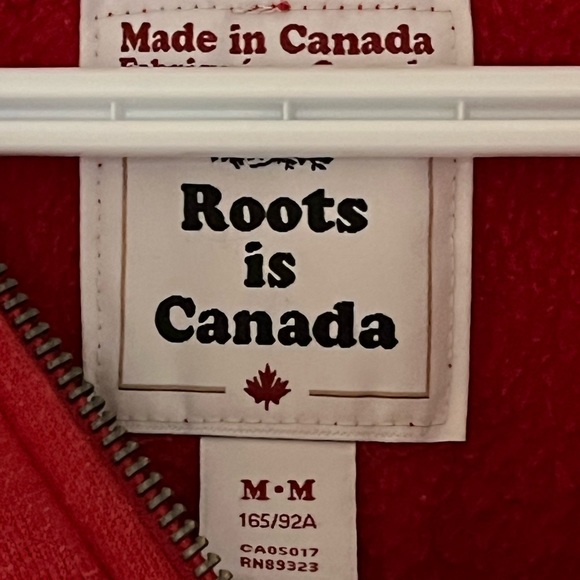 Made in Canada
Roots
is
Canada
M•M
165/92A
CA05017
RN89323